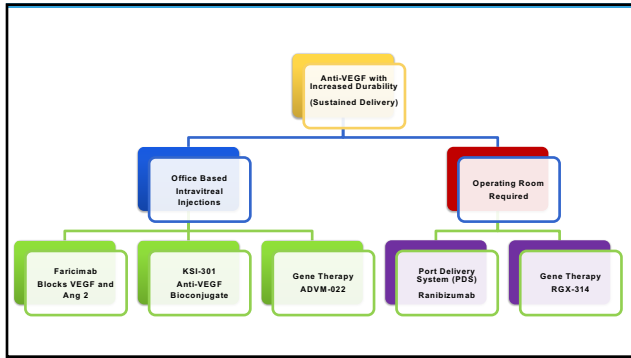 Anti-VEGF with
Increased Durability
(Sustained Delivery)
Office Based
Intravitreal
Injections
Operating Room
Required
Faricimab
Blocks VEGF and
Ang 2
KSI-301
Anti-VEGF
Bioconjugate
Gene Therapy
ADVM-022
Port Delivery
System (PDS)
Ranibizumab
Gene Therapy
RGX-314